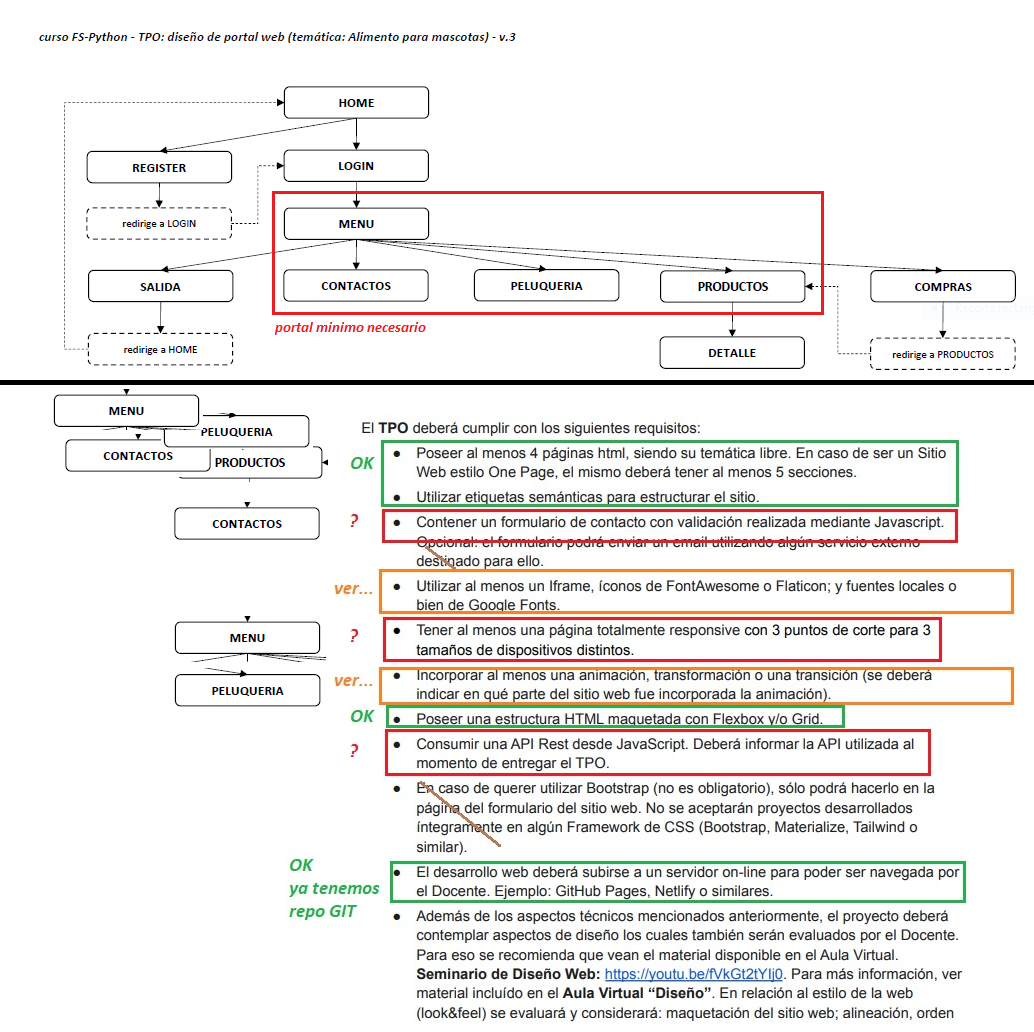 curso FS-Python - TPO: diseño de portal web (temática: Alimento para mascotas) - v.3
HOME
REGISTER
LOGIN
redirige a LOGIN
MENU
SALIDA
CONTACTOS
PELUQUERIA
PRODUCTOS
COMPRAS
portal minimo necesario
redirige a HOME
DETALLE
redirige a PRODUCTOS
MENU
PELUQUERIA
CONTACTOS
PRODUCTOS
El TPO deberá cumplir con los siguientes requisitos:
OK
● Poseer al menos 4 páginas html, siendo su temática libre. En caso de ser un Sitio
Web estilo One Page, el mismo deberá tener al menos 5 secciones.
● Utilizar etiquetas semánticas para estructurar el sitio.
CONTACTOS
?
● Contener un formulario de contacto con validación realizada mediante Javascript.
Opcional: el formulario podrá enviar un email utilizando algún servicio externo
destinado para ello.
ver...
● Utilizar al menos un Iframe, íconos de FontAwesome o Flaticon; y fuentes locales o
bien de Google Fonts.
MENU
?
● Tener al menos una página totalmente responsive con 3 puntos de corte para 3
tamaños de dispositivos distintos.
PELUQUERIA
ver...
● Incorporar al menos una animación, transformación o una transición (se deberá
indicar en qué parte del sitio web fue incorporada la animación).
OK
● Poseer una estructura HTML maquetada con Flexbox y/o Grid.
?
● Consumir una API Rest desde JavaScript. Deberá informar la API utilizada al
momento de entregar el TPO.
● En caso de querer utilizar Bootstrap (no es obligatorio), sólo podrá hacerlo en la
página del formulario del sitio web. No se aceptarán proyectos desarrollados
íntegramente en algún Framework de CSS (Bootstrap, Materialize, Tailwind o
similar).
OK
ya tenemos
repo GIT
● El desarrollo web deberá subirse a un servidor on-line para poder ser navegada por
el Docente. Ejemplo: GitHub Pages, Netlify o similares.
● Además de los aspectos técnicos mencionados anteriormente, el proyecto deberá
contemplar aspectos de diseño los cuales también serán evaluados por el Docente.
Para eso se recomienda que vean el material disponible en el Aula Virtual.
Seminario de Diseño Web: https://youtu.be/fVkGt2tYIj0. Para más información, ver
material incluído en el Aula Virtual “Diseño”. En relación al estilo de la web
(look&feel) se evaluará y considerará: maquetación del sitio web; alineación, orden